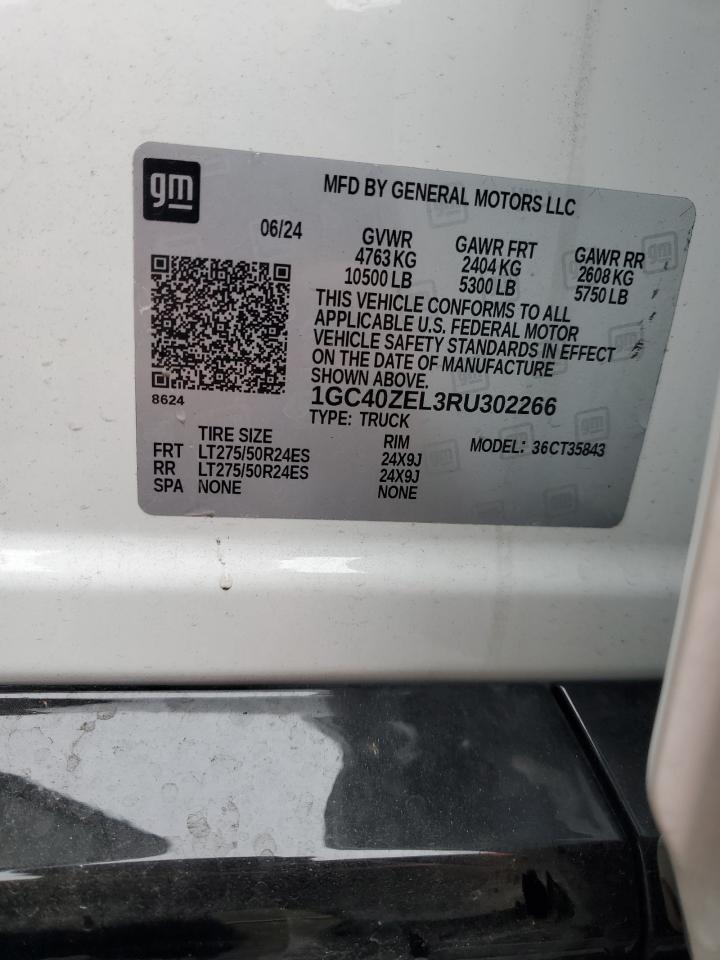 gm
MFD BY GENERAL MOTORS LLC
06/24
GVWR
4763 KG
10500 LB
GAWR FRT
2404 KG
5300 LB
GAWR RR
2608 KG
5750 LB
THIS VEHICLE CONFORMS TO ALL
APPLICABLE U.S. FEDERAL MOTOR
VEHICLE SAFETY STANDARDS IN EFFECT
ON THE DATE OF MANUFACTURE
SHOWN ABOVE.
8624
1GC40ZEL3RU302266
TYPE: TRUCK
MODEL: 36CT35843
TIRE SIZE RIM
FRT LT275/50R24ES 24X9J
RR LT275/50R24ES 24X9J
SPA NONE NONE